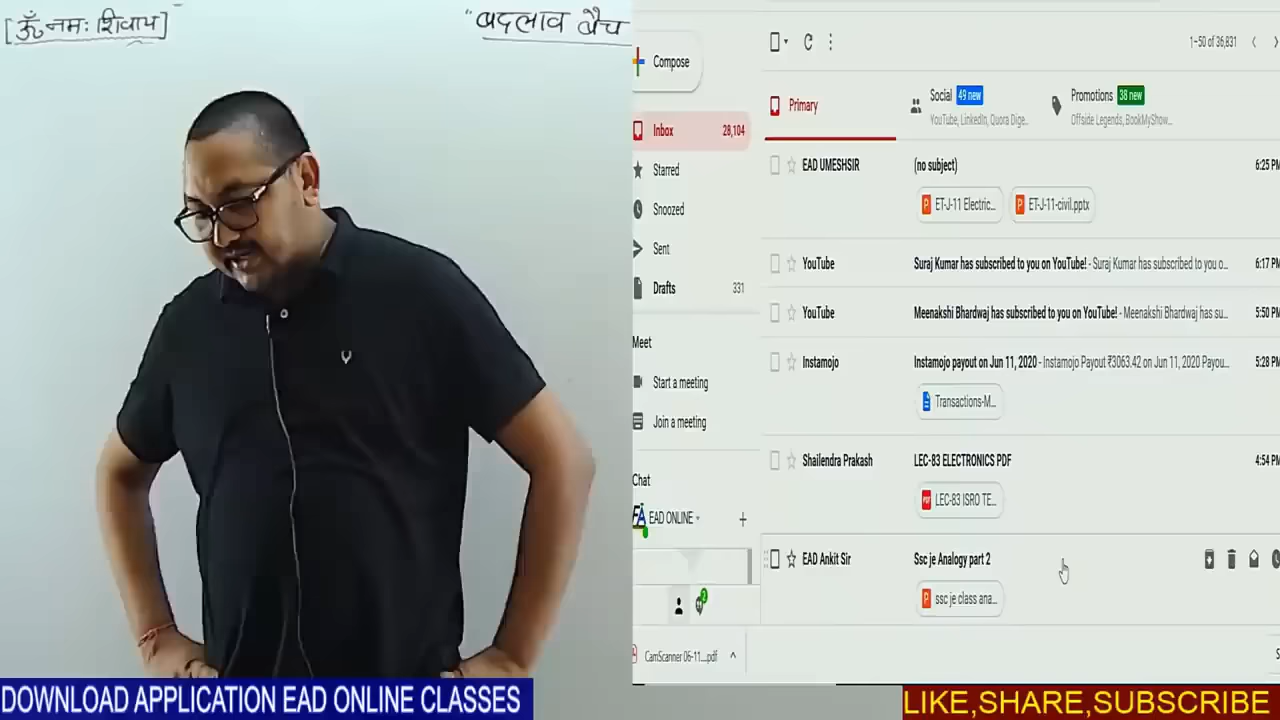 [ॐ नमः शिवाय]
"बदलाव बैच
Compose
1–50 of 36,831
Primary
Social 49 new
YouTube, LinkedIn, Quora Dige...
Promotions 38 new
Offside Legends, BookMyShow...
Inbox 28,104
Starred
Snoozed
Sent
Drafts 331
Meet
Start a meeting
Join a meeting
Chat
EAD ONLINE
2
EAD UMESHSIR (no subject) 6:25 PM
ET-J-11 Electric... ET-J-11-civil.pptx
YouTube Suraj Kumar has subscribed to you on YouTube! - Suraj Kumar has subscribed to you o... 6:17 PM
YouTube Meenakshi Bhardwaj has subscribed to you on YouTube! - Meenakshi Bhardwaj has su... 5:50 PM
Instamojo Instamojo payout on Jun 11, 2020 - Instamojo Payout ₹3063.42 on Jun 11, 2020 Payou... 5:28 PM
Transactions-M...
Shailendra Prakash LEC-83 ELECTRONICS PDF 4:54 PM
PDF LEC-83 ISRO TE...
EAD Ankit Sir Ssc je Analogy part 2
ssc je class ana...
CamScanner 06-11....pdf
DOWNLOAD APPLICATION EAD ONLINE CLASSES
LIKE,SHARE,SUBSCRIBE